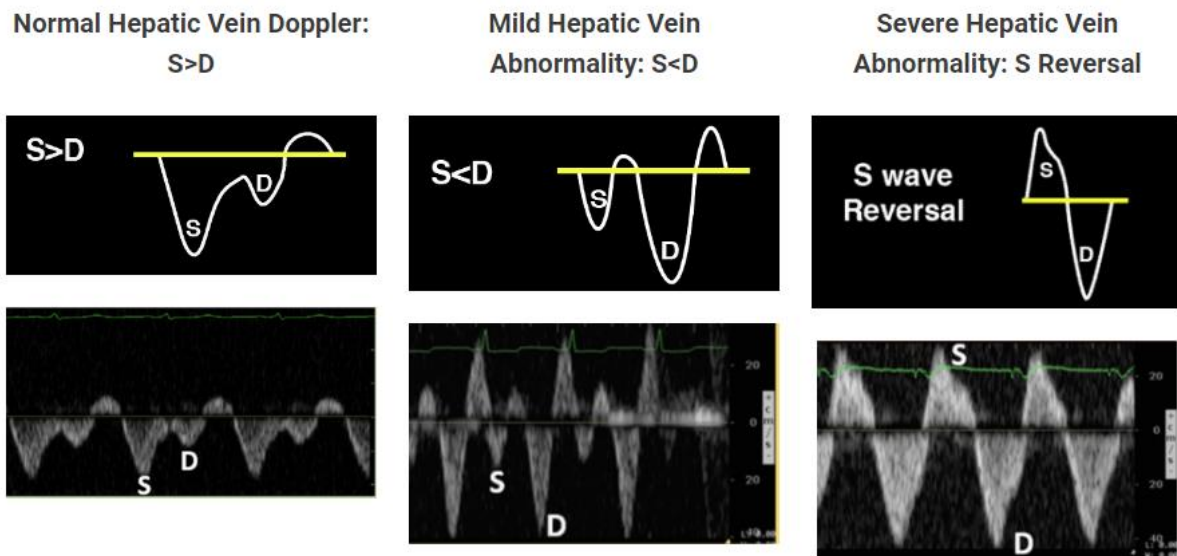 Normal Hepatic Vein Doppler:
S>D
Mild Hepatic Vein
Abnormality: S<D
Severe Hepatic Vein
Abnormality: S Reversal
S>D
S
D
S<D
S
D
S wave
Reversal
S
D
S
D
20
0
20
S
D
S
20
0
20
40
D